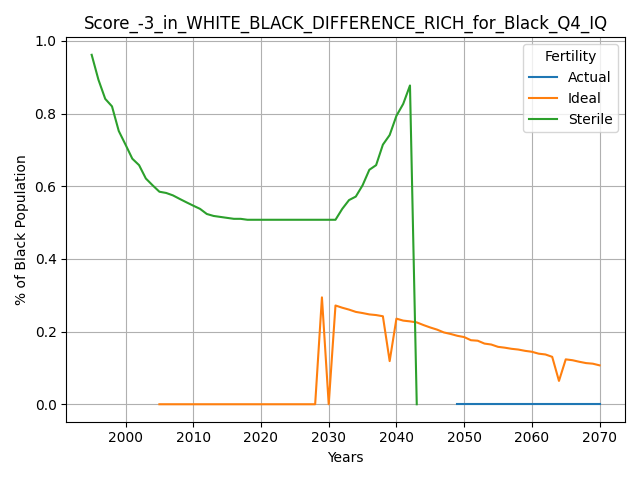 Score_-3_in_WHITE_BLACK_DIFFERENCE_RICH_for_Black_Q4_IQ
Fertility
Actual
Ideal
Sterile
% of Black Population
1.0
0.8
0.6
0.4
0.2
0.0
2000 2010 2020 2030 2040 2050 2060 2070
Years